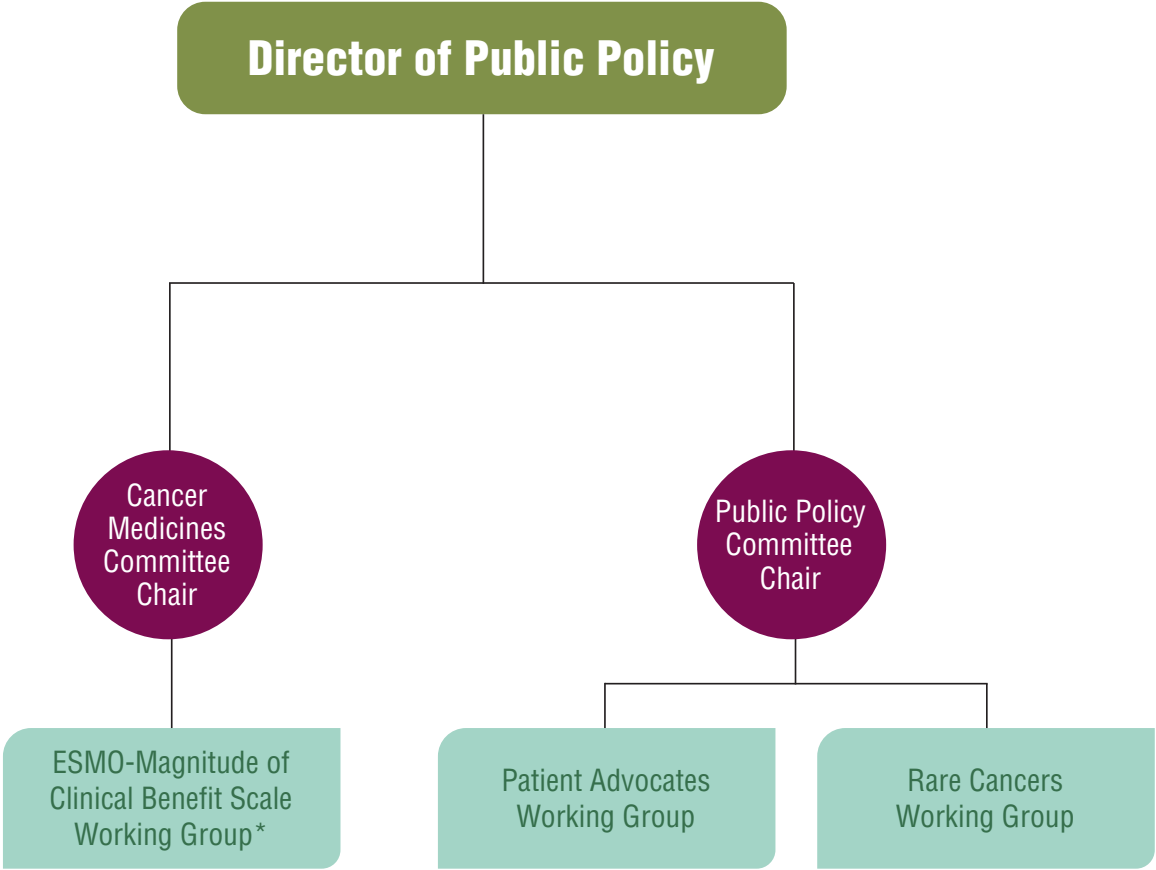 Director of Public Policy
Cancer
Medicines
Committee
Chair
Public Policy
Committee
Chair
ESMO-Magnitude of
Clinical Benefit Scale
Working Group*
Patient Advocates
Working Group
Rare Cancers
Working Group